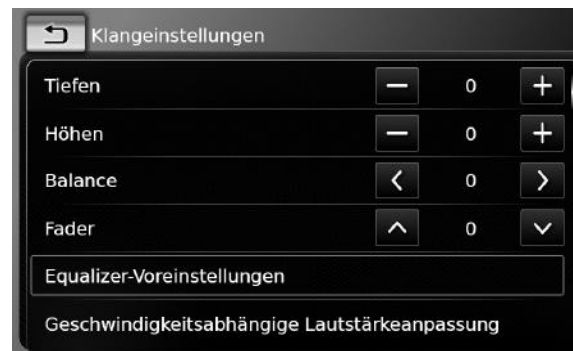 Klangeinstellungen
Tiefen 0
Höhen 0
Balance 0
Fader 0
Equalizer-Voreinstellungen
Geschwindigkeitsabhängige Lautstärkeanpassung